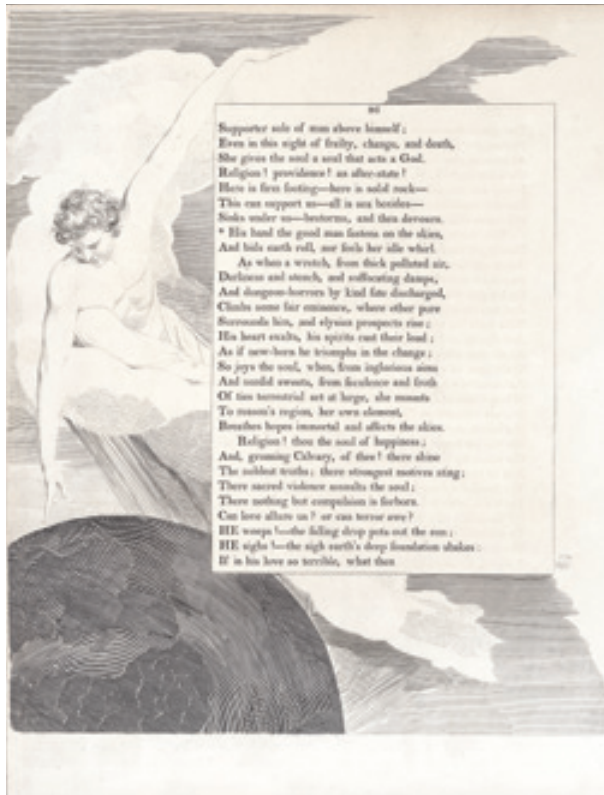 Supporter sole of man above himself;
Even in this night of frailty, change, and death,
She gives the soul a soul that acts a God.
Religion! providence! an after-state!
Here is firm footing—here is solid rock—
This can support us—all is sea besides—
Sinks under us—bestorms, and then devours.
* His hand the good man fastens on the skies,
And bids earth roll, nor feels her idle whirl.
As when a wretch, from thick polluted air,
Darkness and stench, and suffocating damps,
And dungeon-horrors by kind fate discharged,
Climbs some fair eminence, where ether pure
Surrounds him, and elysian prospects rise;
His heart exults, his spirits cast their load;
As if new-born he triumphs in the change;
So joys the soul, when, from inglorious aims
And sordid sweets, from feculence and froth
Of ties terrestrial set at large, she mounts
To reason's region, her own element,
Breathes hopes immortal and affects the skies.
Religion! thou the soul of happiness;
And, groaning Calvary, of thee! there shine
The noblest truths; there strongest motives sting;
There sacred violence assaults the soul;
There nothing but compulsion is forborn.
Can love allure us? or can terror awe?
HE weeps!—the falling drop puts out the sun;
HE sighs!—the sigh earth's deep foundation shakes:
If in his love so terrible, what then